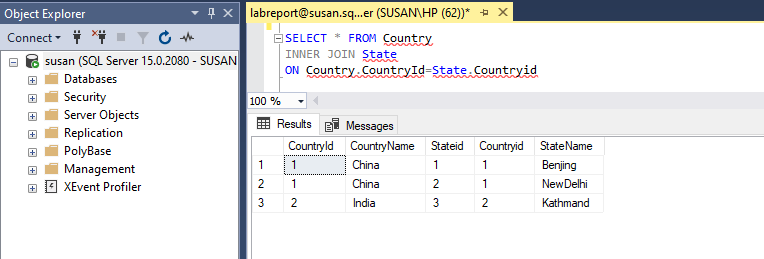 Object Explorer
Connect
susan (SQL Server 15.0.2080 - SUSAN
Databases
Security
Server Objects
Replication
PolyBase
Management
XEvent Profiler
labreport@susan.sq...er (SUSAN\HP (62))*
SELECT * FROM Country
INNER JOIN State
ON Country.CountryId=State.Countryid
100 %
Results Messages
CountryId CountryName Stateid Countryid StateName
1 1 China 1 1 Benjing
2 1 China 2 1 NewDelhi
3 2 India 3 2 Kathmand